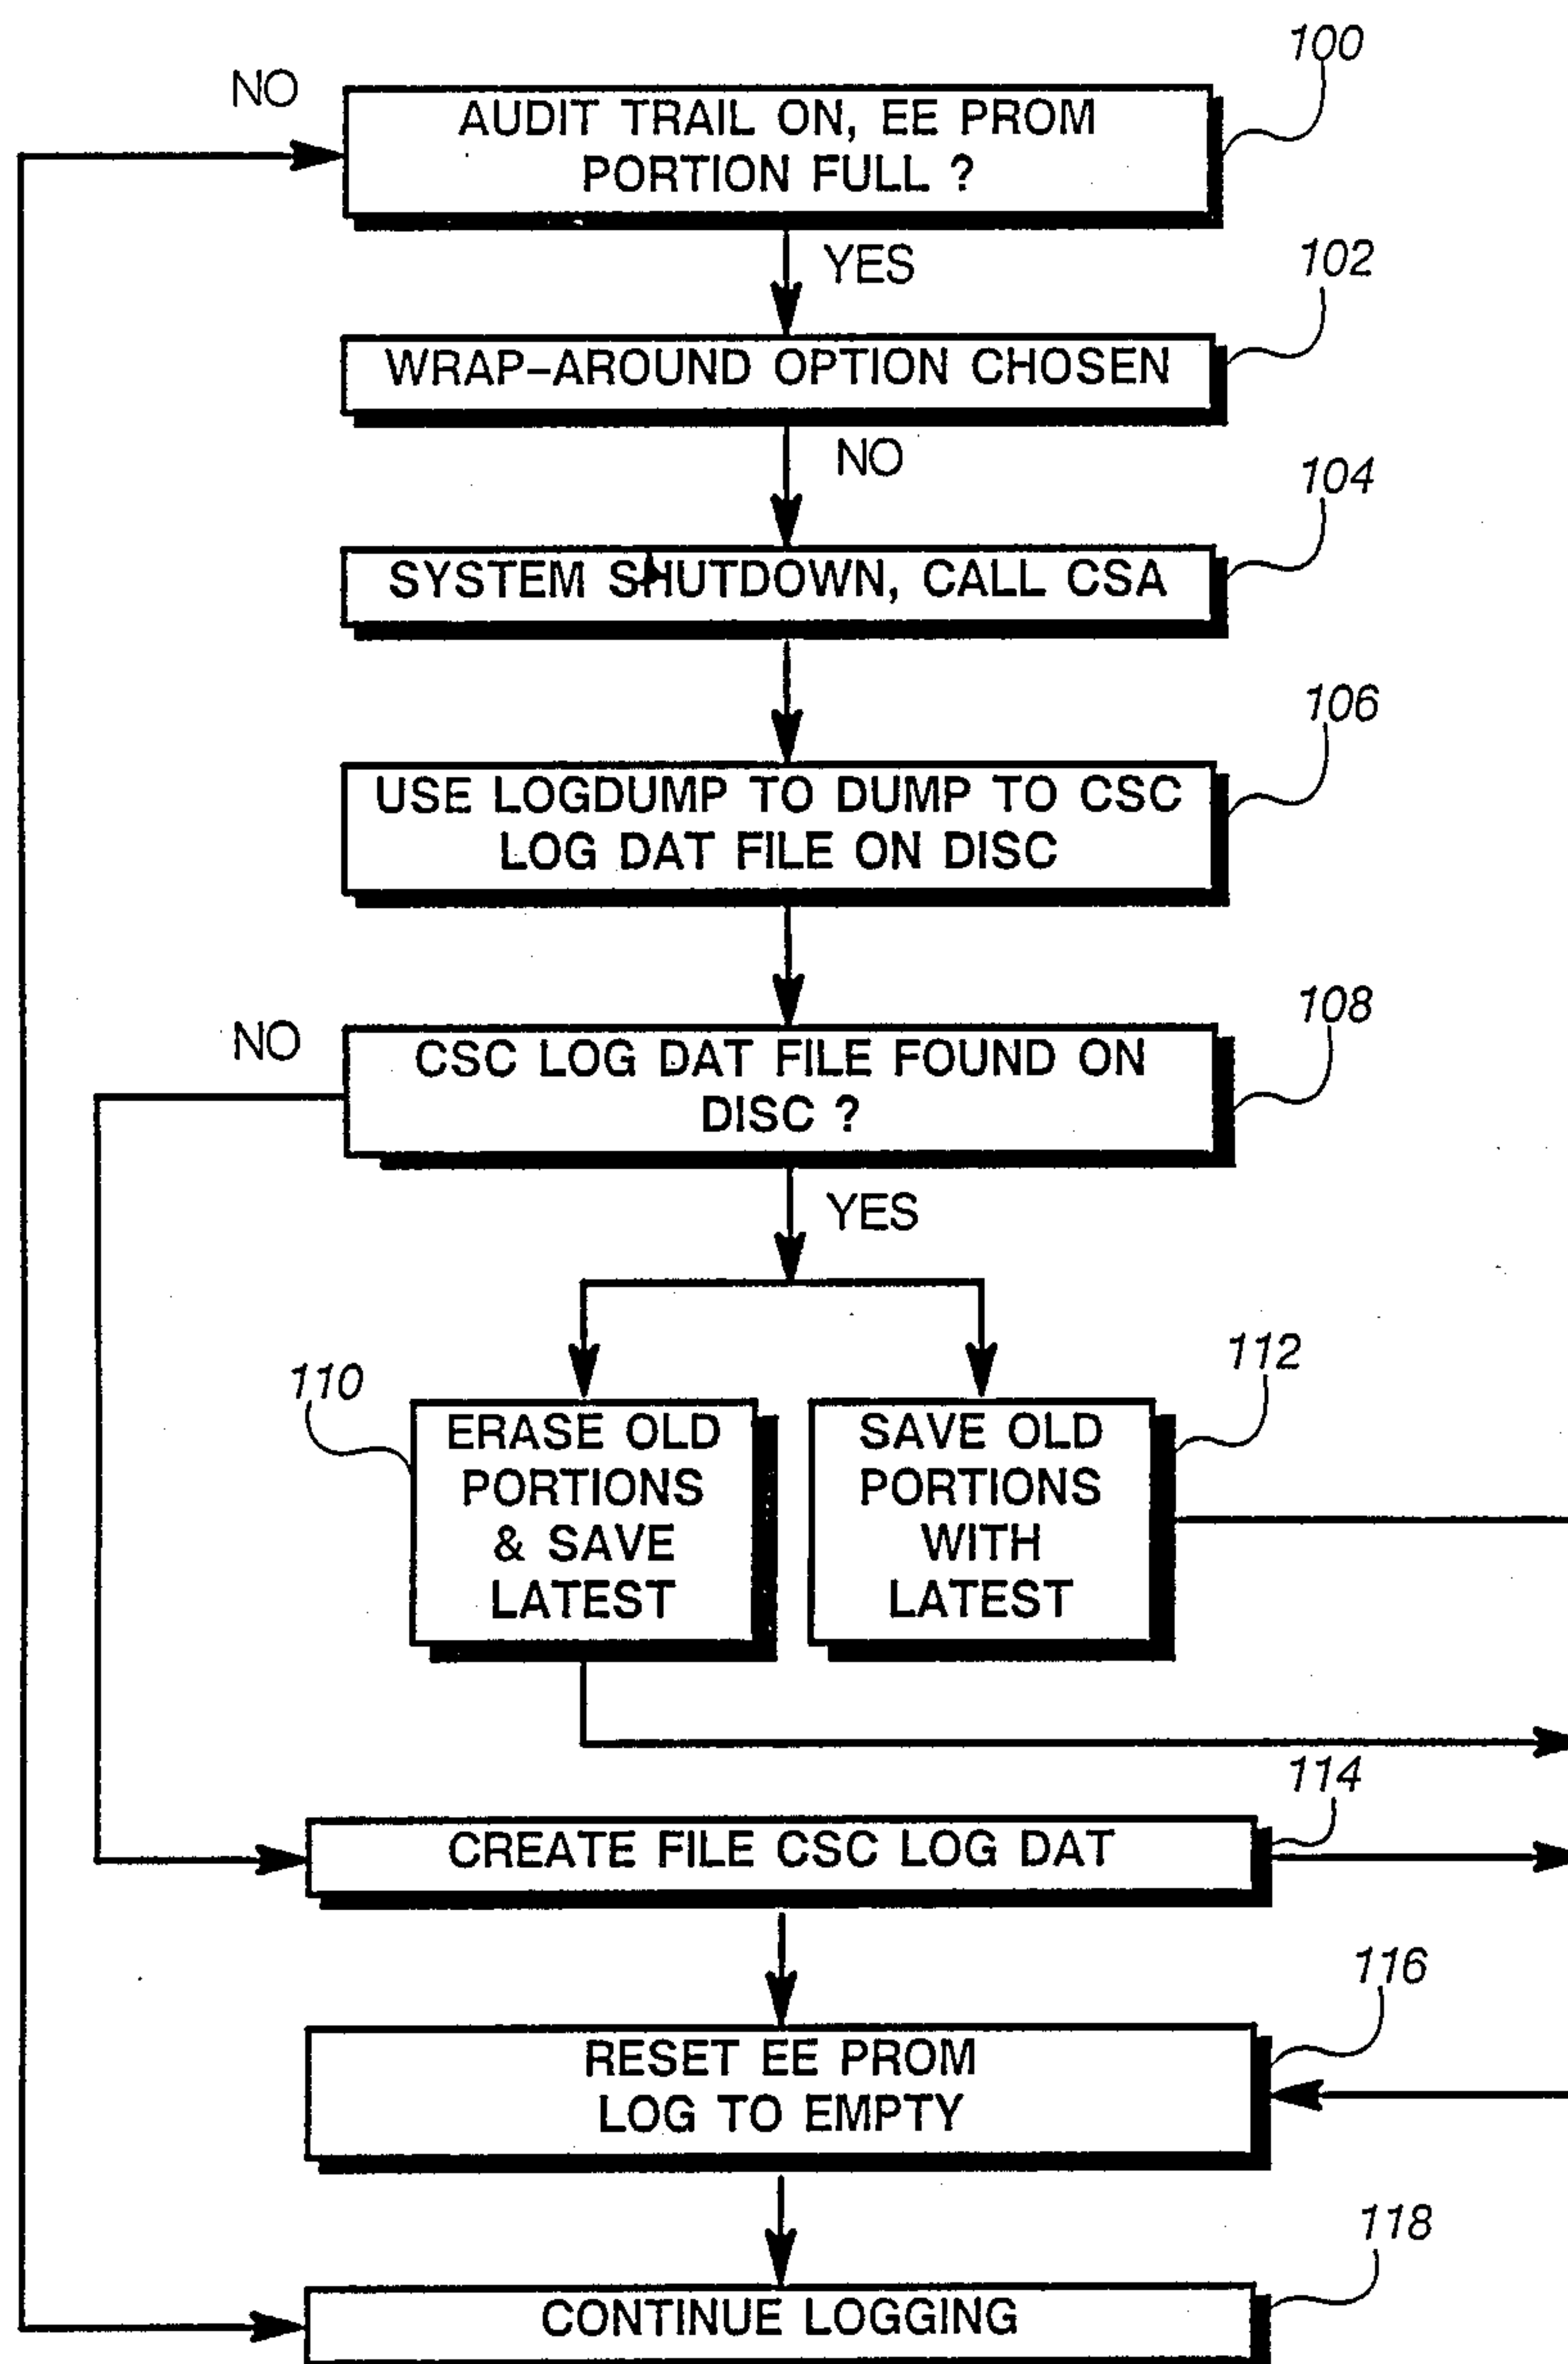 100
NO
AUDIT TRAIL ON, EE PROM
PORTION FULL ?
YES
102
WRAP-AROUND OPTION CHOSEN
NO
104
SYSTEM SHUTDOWN, CALL CSA
106
USE LOGDUMP TO DUMP TO CSC
LOG DAT FILE ON DISC
108
NO
CSC LOG DAT FILE FOUND ON
DISC ?
YES
110
ERASE OLD
PORTIONS
& SAVE
LATEST
112
SAVE OLD
PORTIONS
WITH
LATEST
114
CREATE FILE CSC LOG DAT
116
RESET EE PROM
LOG TO EMPTY
118
CONTINUE LOGGING